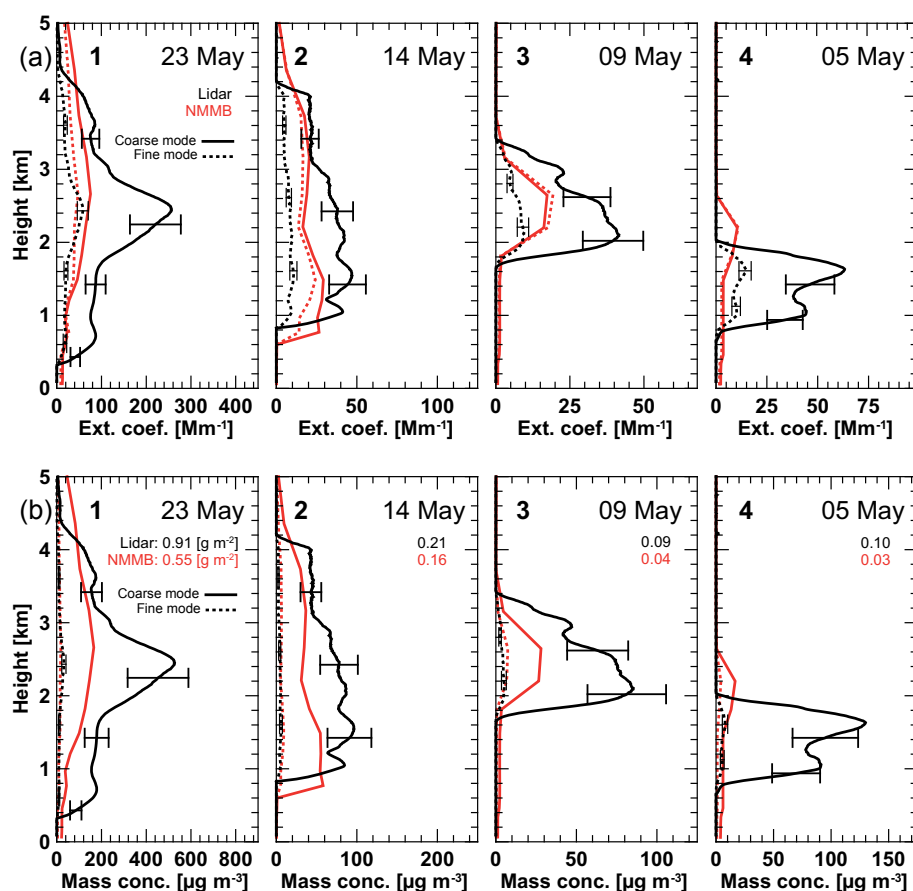 (a)
5
4
3
2
1
0
Height [km]
1 23 May
Lidar
NMMB
Coarse mode
Fine mode
0 100 200 300 400
Ext. coef. [Mm-1]
2 14 May
0 50 100
Ext. coef. [Mm-1]
3 09 May
0 25 50
Ext. coef. [Mm-1]
4 05 May
0 25 50 75
Ext. coef. [Mm-1]
(b)
5
4
3
2
1
0
Height [km]
1 23 May
Lidar: 0.91 [g m-2]
NMMB: 0.55 [g m-2]
Coarse mode
Fine mode
0 200 400 600 800
Mass conc. [µg m-3]
2 14 May
0.21
0.16
0 100 200
Mass conc. [µg m-3]
3 09 May
0.09
0.04
0 50 100
Mass conc. [µg m-3]
4 05 May
0.10
0.03
0 50 100 150
Mass conc. [µg m-3]